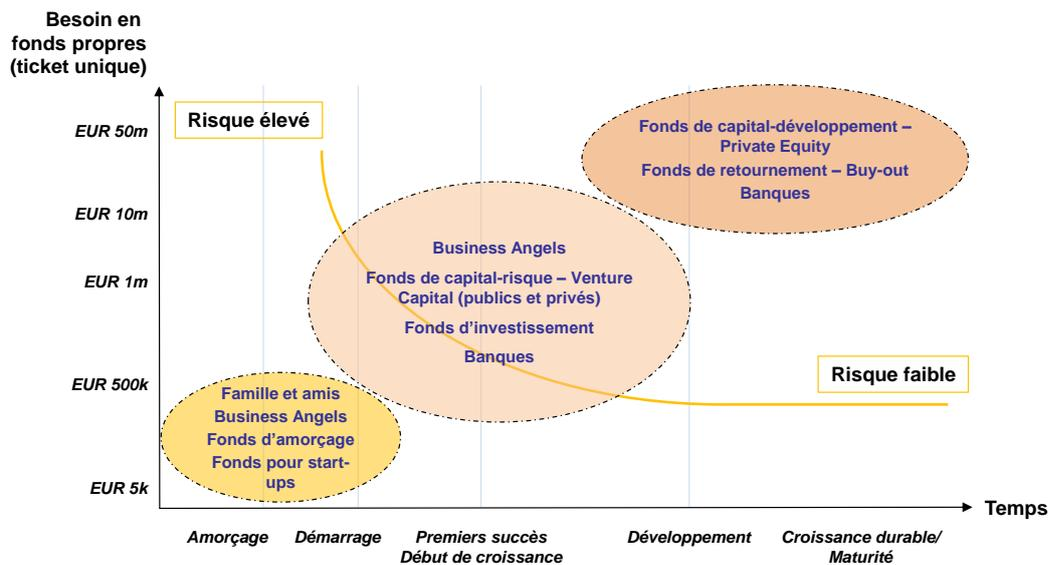 Besoin en
fonds propres
(ticket unique)
Risque élevé
EUR 50m
EUR 10m
EUR 1m
EUR 500k
EUR 5k
Fonds de capital-développement –
Private Equity
Fonds de retournement – Buy-out
Banques
Business Angels
Fonds de capital-risque – Venture
Capital (publics et privés)
Fonds d’investissement
Banques
Risque faible
Famille et amis
Business Angels
Fonds d’amorçage
Fonds pour start-
ups
Temps
Amorçage
Démarrage
Premiers succès
Début de croissance
Développement
Croissance durable/
Maturité